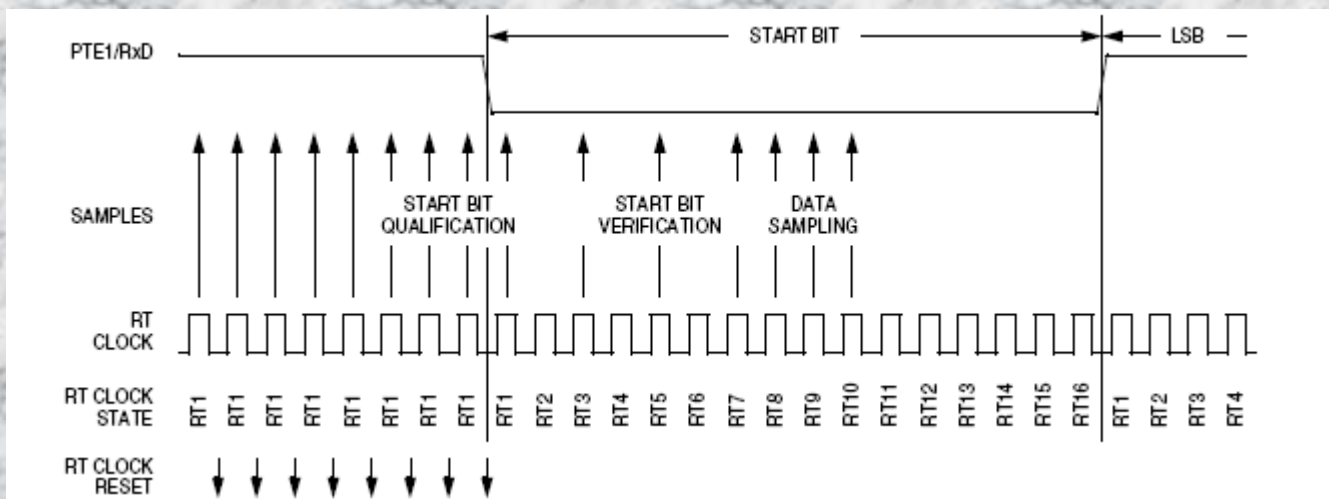 START BIT
LSB
PTE1/RxD
SAMPLES
START BIT QUALIFICATION
START BIT VERIFICATION
DATA SAMPLING
RT CLOCK
RT CLOCK STATE
RT1 RT1 RT1 RT1 RT1 RT1 RT1 RT1 RT1 RT2 RT3 RT4 RT5 RT6 RT7 RT8 RT9 RT10 RT11 RT12 RT13 RT14 RT15 RT16 RT1 RT2 RT3 RT4
RT CLOCK RESET